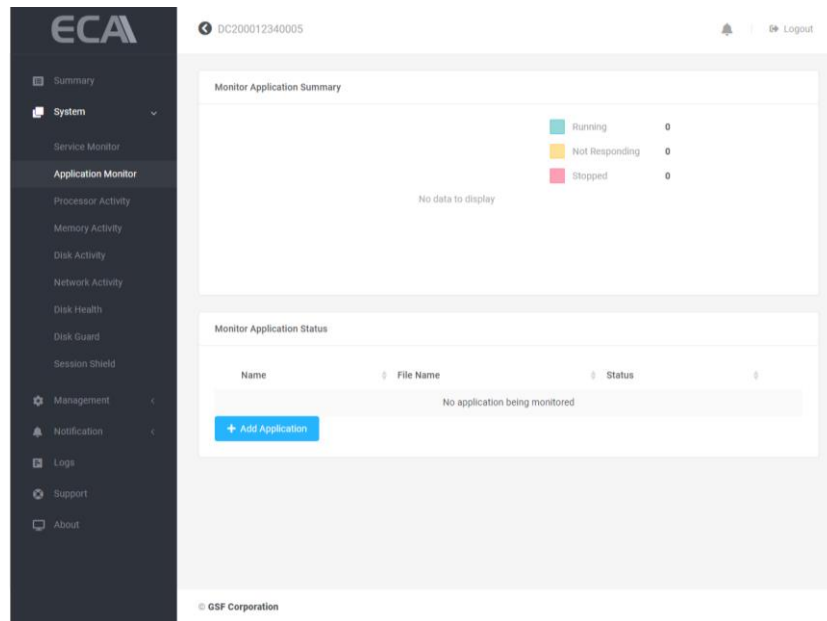 ECA
Summary
System
Service Monitor
Application Monitor
Processor Activity
Memory Activity
Disk Activity
Network Activity
Disk Health
Disk Guard
Session Shield
Management
Notification
Logs
Support
About
DC200012340005
Logout
Monitor Application Summary
Running 0
Not Responding 0
Stopped 0
No data to display
Monitor Application Status
Name File Name Status
No application being monitored
+ Add Application
© GSF Corporation